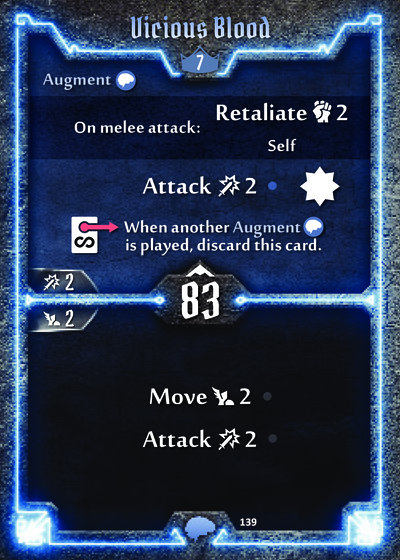 Vicious Blood
7
Augment
On melee attack:
Retaliate 2
Self
Attack 2
When another Augment
is played, discard this card.
2
83
2
Move 2
Attack 2
139